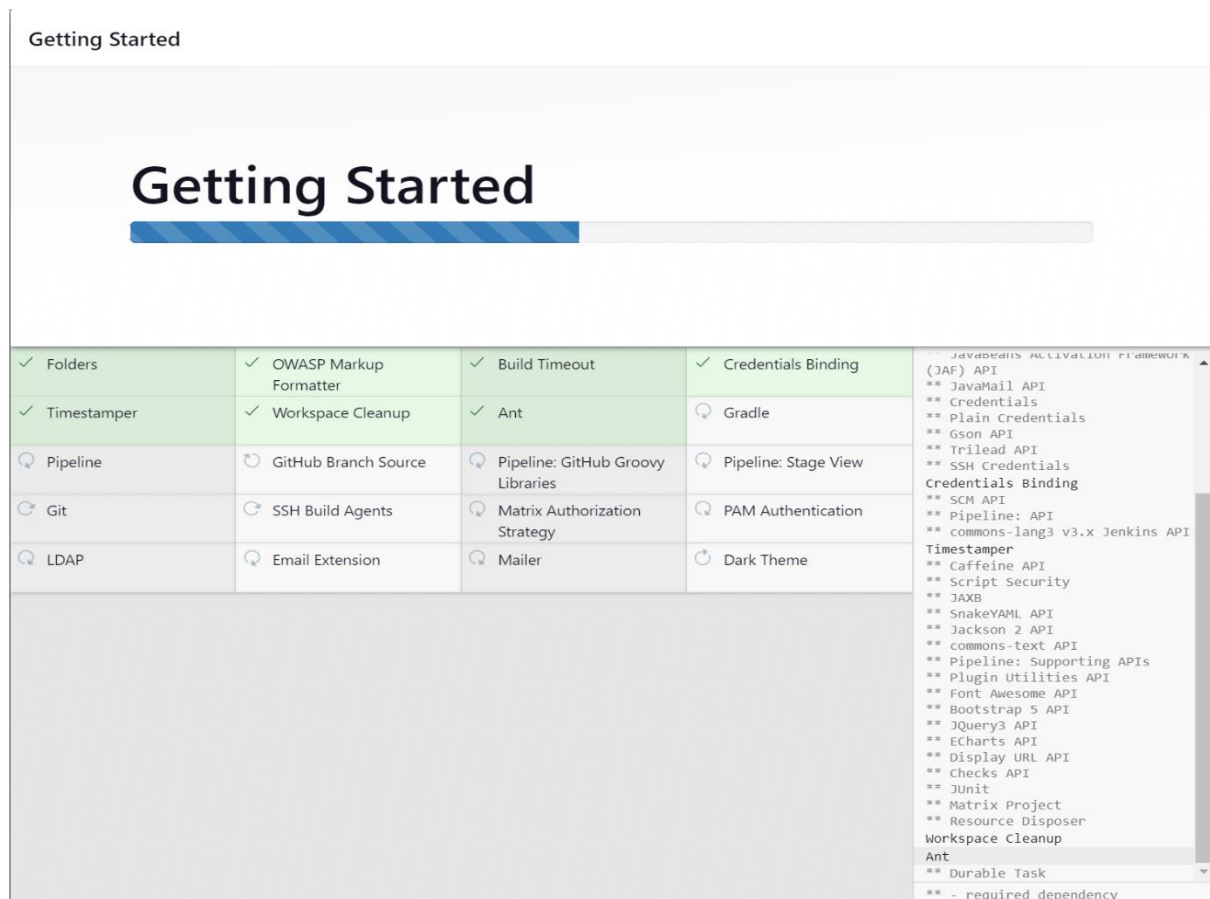 Getting Started
Getting Started
Folders
OWASP Markup
Formatter
Build Timeout
Credentials Binding
Timestamper
Workspace Cleanup
Ant
Gradle
Pipeline
GitHub Branch Source
Pipeline: GitHub Groovy
Libraries
Pipeline: Stage View
Git
SSH Build Agents
Matrix Authorization
Strategy
PAM Authentication
LDAP
Email Extension
Mailer
Dark Theme
** JavaBeans Activation Framework
(JAF) API
** JavaMail API
** Credentials
** Plain Credentials
** Gson API
** Trilead API
** SSH Credentials
Credentials Binding
** SCM API
** Pipeline: API
** commons-lang3 v3.x Jenkins API
Timestamper
** Caffeine API
** Script Security
** JAXB
** SnakeYAML API
** Jackson 2 API
** commons-text API
** Pipeline: Supporting APIs
** Plugin Utilities API
** Font Awesome API
** Bootstrap 5 API
** JQuery3 API
** ECharts API
** Display URL API
** Checks API
** JUnit
** Matrix Project
** Resource Disposer
Workspace Cleanup
Ant
** Durable Task
** - required dependency